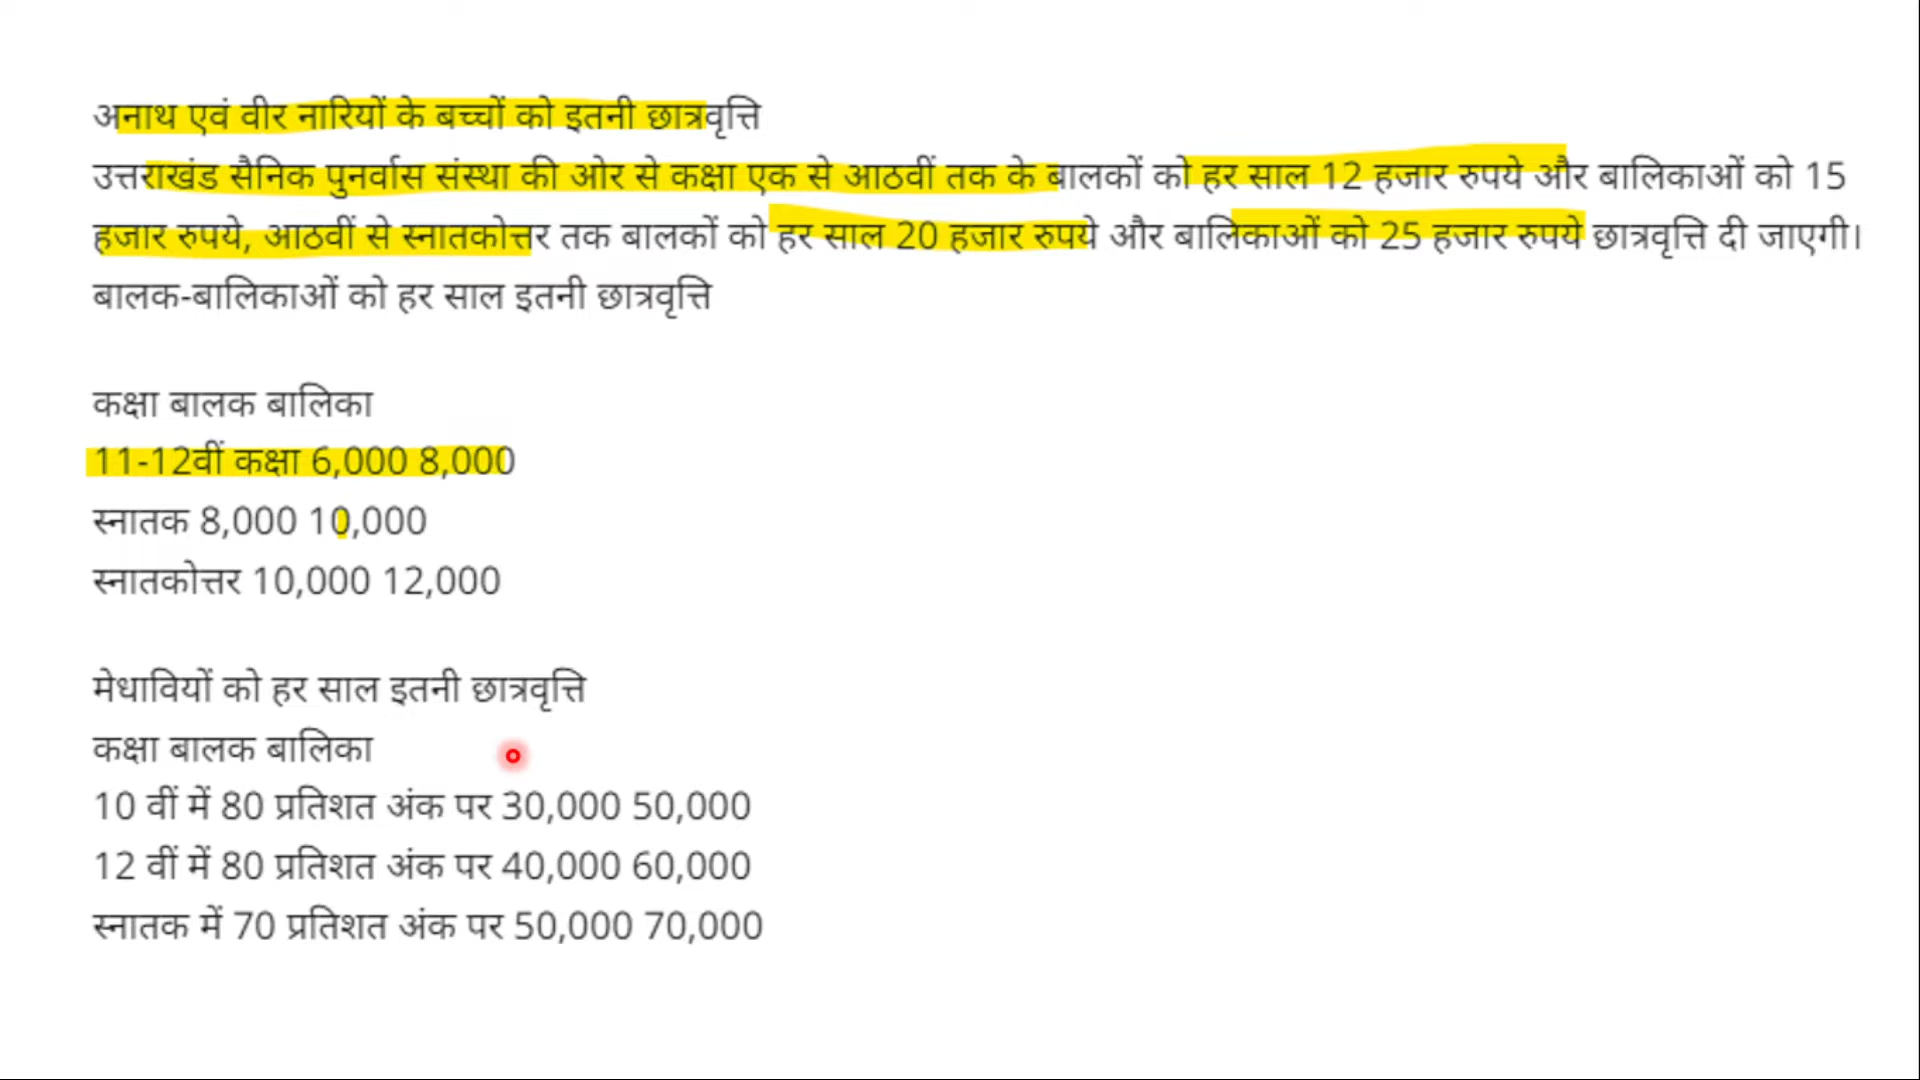 अनाथ एवं वीर नारियों के बच्चों को इतनी छात्रवृत्ति
उत्तराखंड सैनिक पुनर्वास संस्था की ओर से कक्षा एक से आठवीं तक के बालकों को हर साल 12 हजार रुपये और बालिकाओं को 15
हजार रुपये, आठवीं से स्नातकोत्तर तक बालकों को हर साल 20 हजार रुपये और बालिकाओं को 25 हजार रुपये छात्रवृत्ति दी जाएगी।
बालक-बालिकाओं को हर साल इतनी छात्रवृत्ति
कक्षा बालक बालिका
11-12वीं कक्षा 6,000 8,000
स्नातक 8,000 10,000
स्नातकोत्तर 10,000 12,000
मेधावियों को हर साल इतनी छात्रवृत्ति
कक्षा बालक बालिका
10 वीं में 80 प्रतिशत अंक पर 30,000 50,000
12 वीं में 80 प्रतिशत अंक पर 40,000 60,000
स्नातक में 70 प्रतिशत अंक पर 50,000 70,000